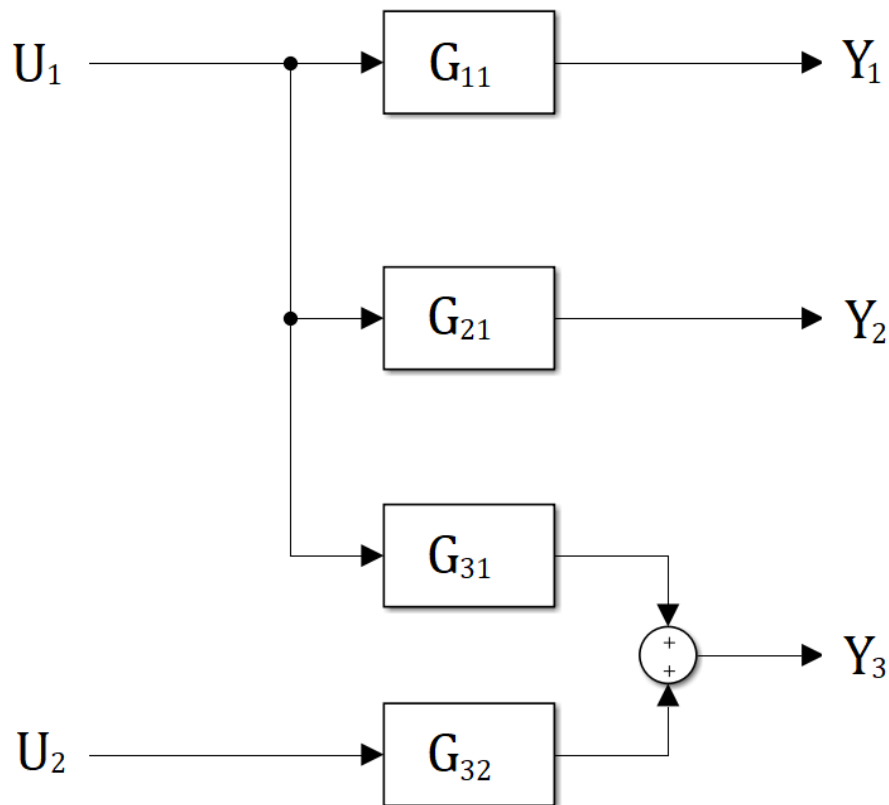 U₁ G₁₁ Y₁
G₂₁ Y₂
G₃₁
+
+ Y₃
U₂ G₃₂